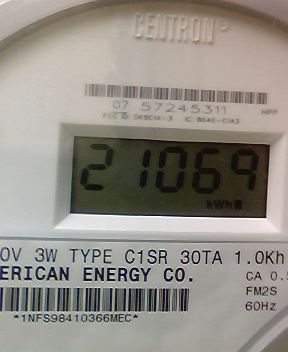 CENTRON®
07 57245311 HPP
21069
kWh
0V 3W TYPE C1SR 30TA 1.0Kh
ERICAN ENERGY CO. CA 0.5
FM2S
60Hz
*1NFS98410366MEC*